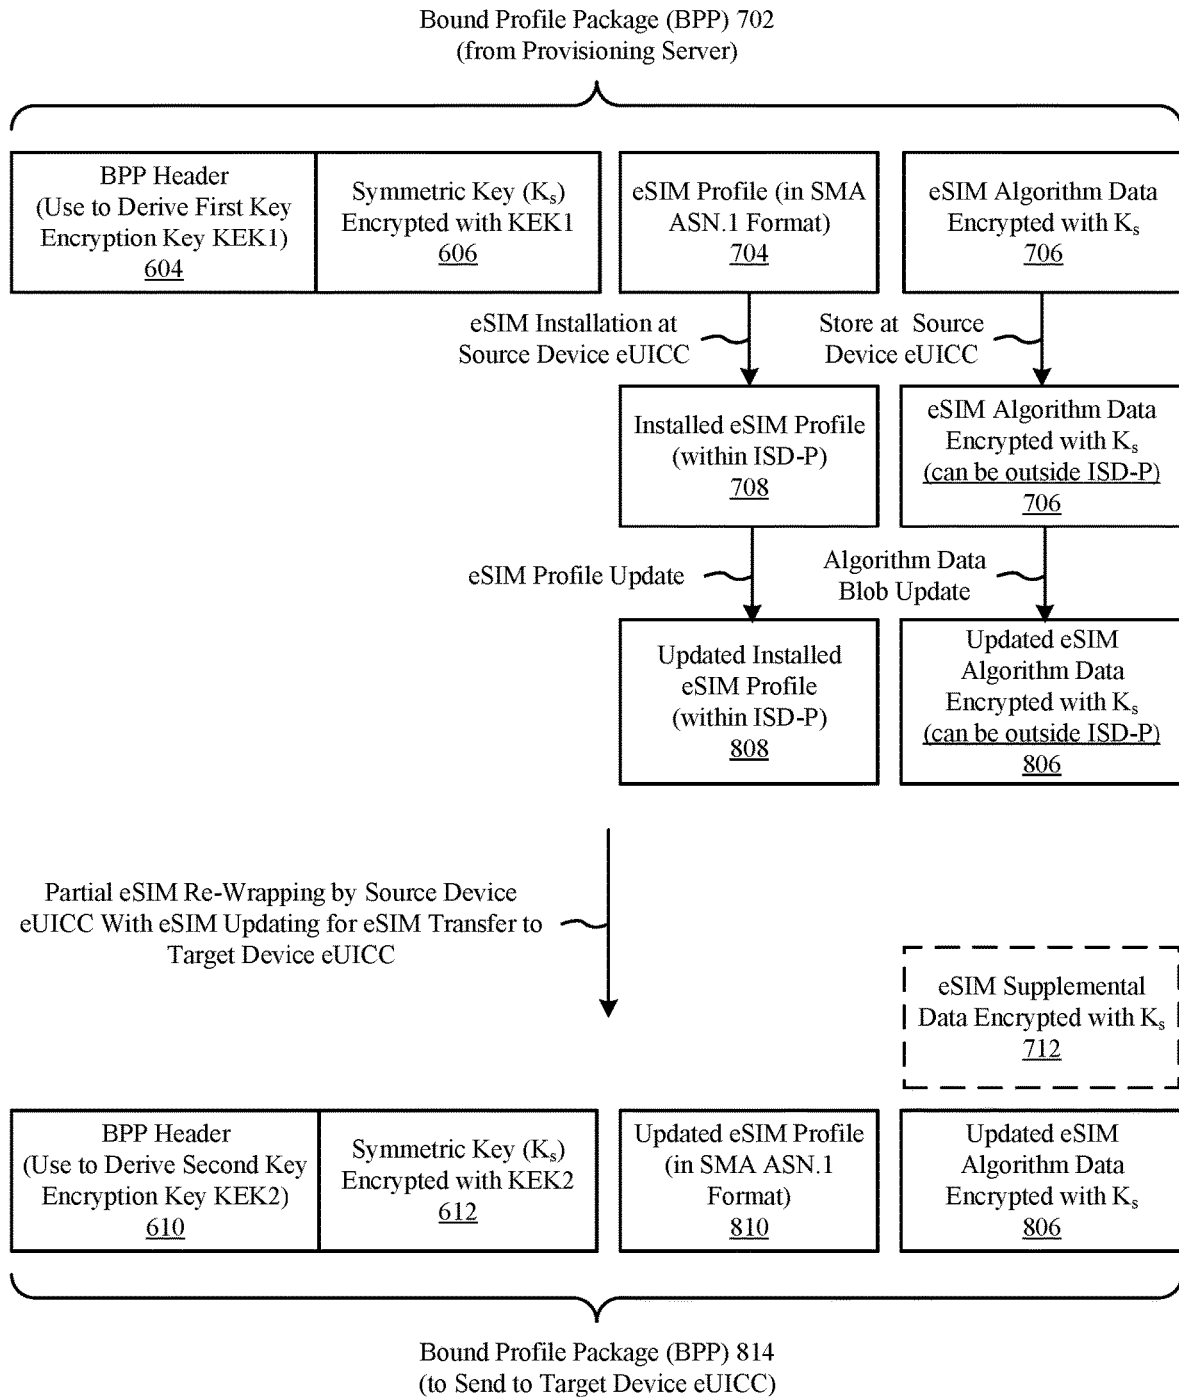 Bound Profile Package (BPP) 702
(from Provisioning Server)
BPP Header
(Use to Derive First Key
Encryption Key KEK1)
604
Symmetric Key (Ks)
Encrypted with KEK1
606
eSIM Profile (in SMA
ASN.1 Format)
704
eSIM Algorithm Data
Encrypted with Ks
706
eSIM Installation at
Source Device eUICC
Store at Source
Device eUICC
Installed eSIM Profile
(within ISD-P)
708
eSIM Algorithm Data
Encrypted with Ks
(can be outside ISD-P)
706
eSIM Profile Update
Algorithm Data
Blob Update
Updated Installed
eSIM Profile
(within ISD-P)
808
Updated eSIM
Algorithm Data
Encrypted with Ks
(can be outside ISD-P)
806
Partial eSIM Re-Wrapping by Source Device
eUICC With eSIM Updating for eSIM Transfer to
Target Device eUICC
eSIM Supplemental
Data Encrypted with Ks
712
BPP Header
(Use to Derive Second Key
Encryption Key KEK2)
610
Symmetric Key (Ks)
Encrypted with KEK2
612
Updated eSIM Profile
(in SMA ASN.1
Format)
810
Updated eSIM
Algorithm Data
Encrypted with Ks
806
Bound Profile Package (BPP) 814
(to Send to Target Device eUICC)